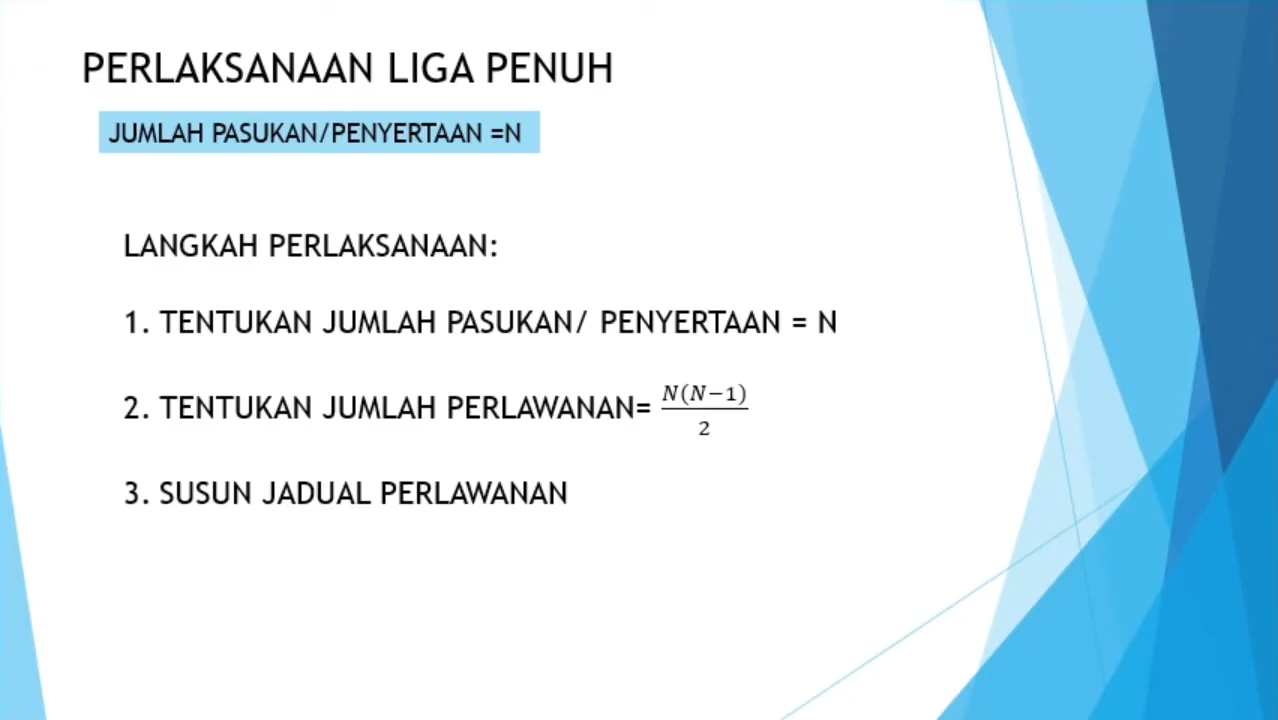 PERLAKSANAAN LIGA PENUH
JUMLAH PASUKAN/PENYERTAAN =N
LANGKAH PERLAKSANAAN:
1. TENTUKAN JUMLAH PASUKAN/ PENYERTAAN = N
2. TENTUKAN JUMLAH PERLAWANAN= N(N−1)/2
3. SUSUN JADUAL PERLAWANAN